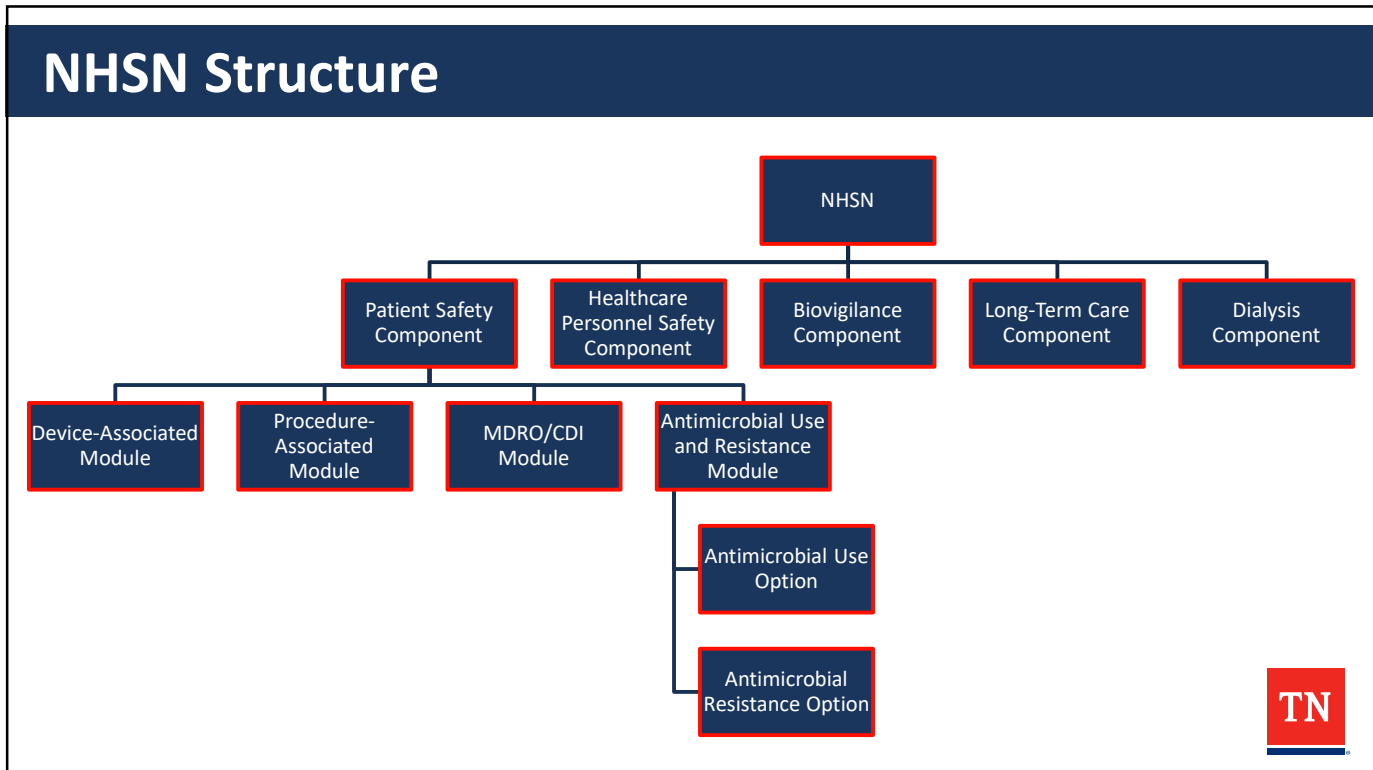 NHSN Structure
NHSN
Patient Safety
Component
Healthcare
Personnel Safety
Component
Biovigilance
Component
Long-Term Care
Component
Dialysis
Component
Device-Associated
Module
Procedure-
Associated
Module
MDRO/CDI
Module
Antimicrobial Use
and Resistance
Module
Antimicrobial Use
Option
Antimicrobial
Resistance Option
TN